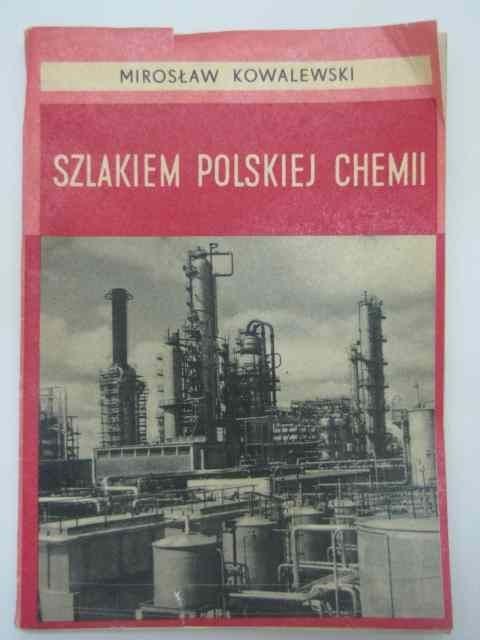 MIROSŁAW KOWALEWSKI
SZLAKIEM POLSKIEJ CHEMII